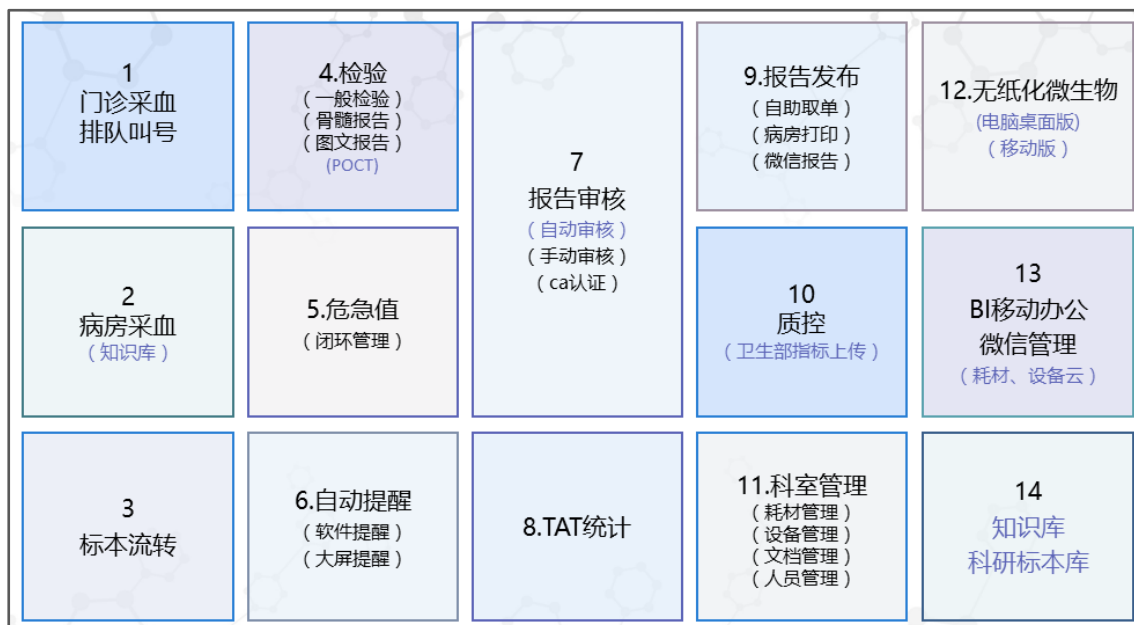 1
门诊采血
排队叫号
2
病房采血
（知识库）
3
标本流转
4.检验
（一般检验）
（骨髓报告）
（图文报告）
(POCT)
5.危急值
（闭环管理）
6.自动提醒
（软件提醒）
（大屏提醒）
7
报告审核
（自动审核）
（手动审核）
（ca认证）
8.TAT统计
9.报告发布
（自助取单）
（病房打印）
（微信报告）
10
质控
（卫生部指标上传）
11.科室管理
（耗材管理）
（设备管理）
（文档管理）
（人员管理）
12.无纸化微生物
(电脑桌面版)
（移动版）
13
BI移动办公
微信管理
（耗材、设备云）
14
知识库
科研标本库